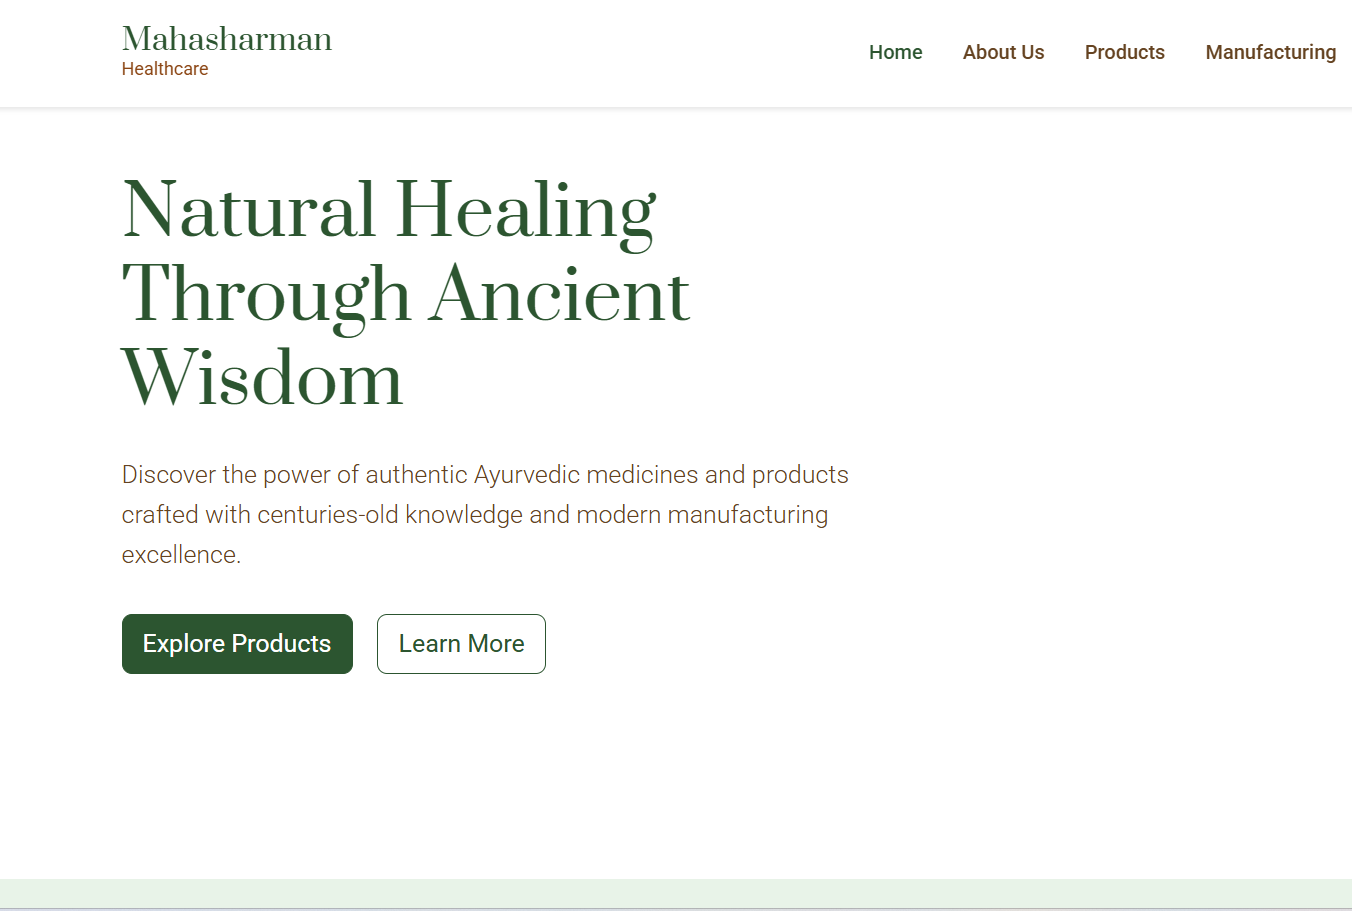 Mahasharman
Healthcare
Home About Us Products Manufacturing
Natural Healing
Through Ancient
Wisdom
Discover the power of authentic Ayurvedic medicines and products
crafted with centuries-old knowledge and modern manufacturing
excellence.
Explore Products Learn More